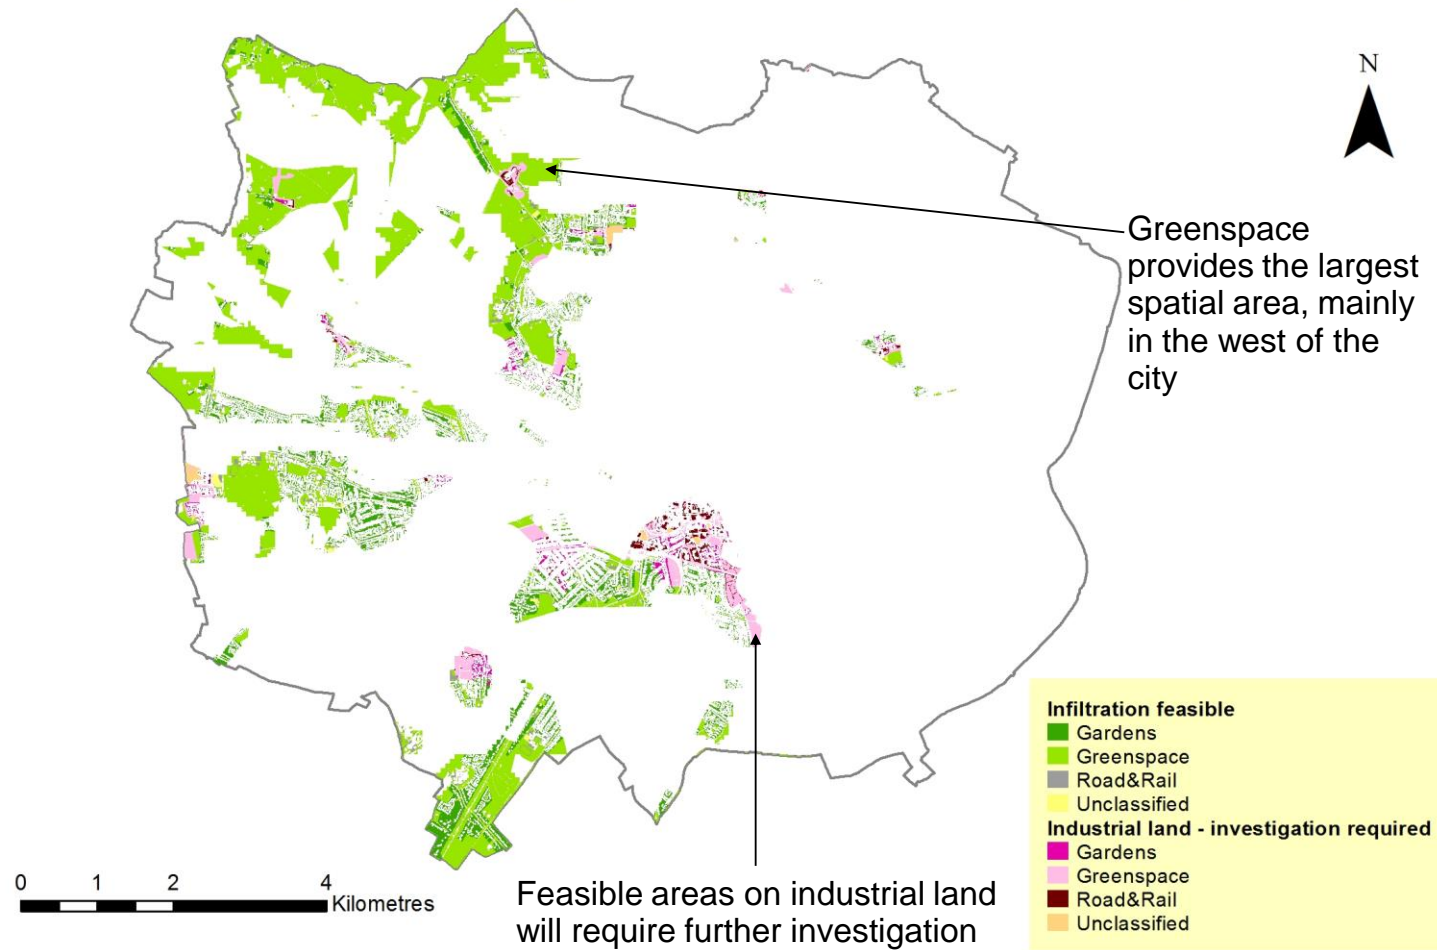 N
Greenspace
provides the largest
spatial area, mainly
in the west of the
city
Infiltration feasible
Gardens
Greenspace
Road&Rail
Unclassified
Industrial land - investigation required
Gardens
Greenspace
Road&Rail
Unclassified
0 1 2 4
Kilometres
Feasible areas on industrial land
will require further investigation